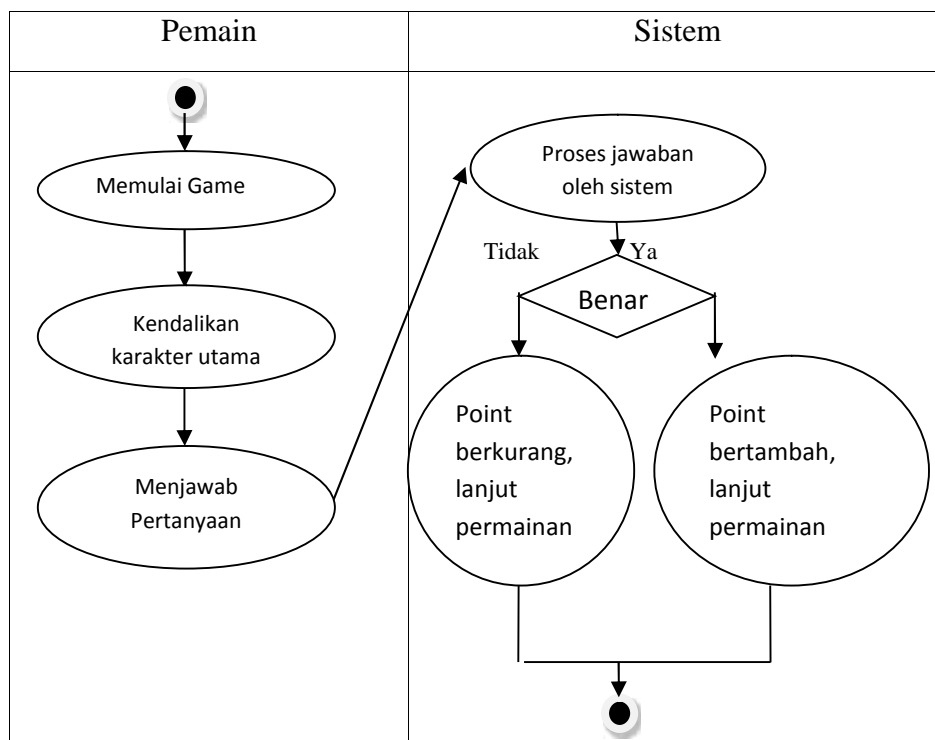 Pemain
Sistem
Memulai Game
Kendalikan
karakter utama
Menjawab
Pertanyaan
Proses jawaban
oleh sistem
Tidak
Ya
Benar
Point
berkurang,
lanjut
permainan
Point
bertambah,
lanjut
permainan